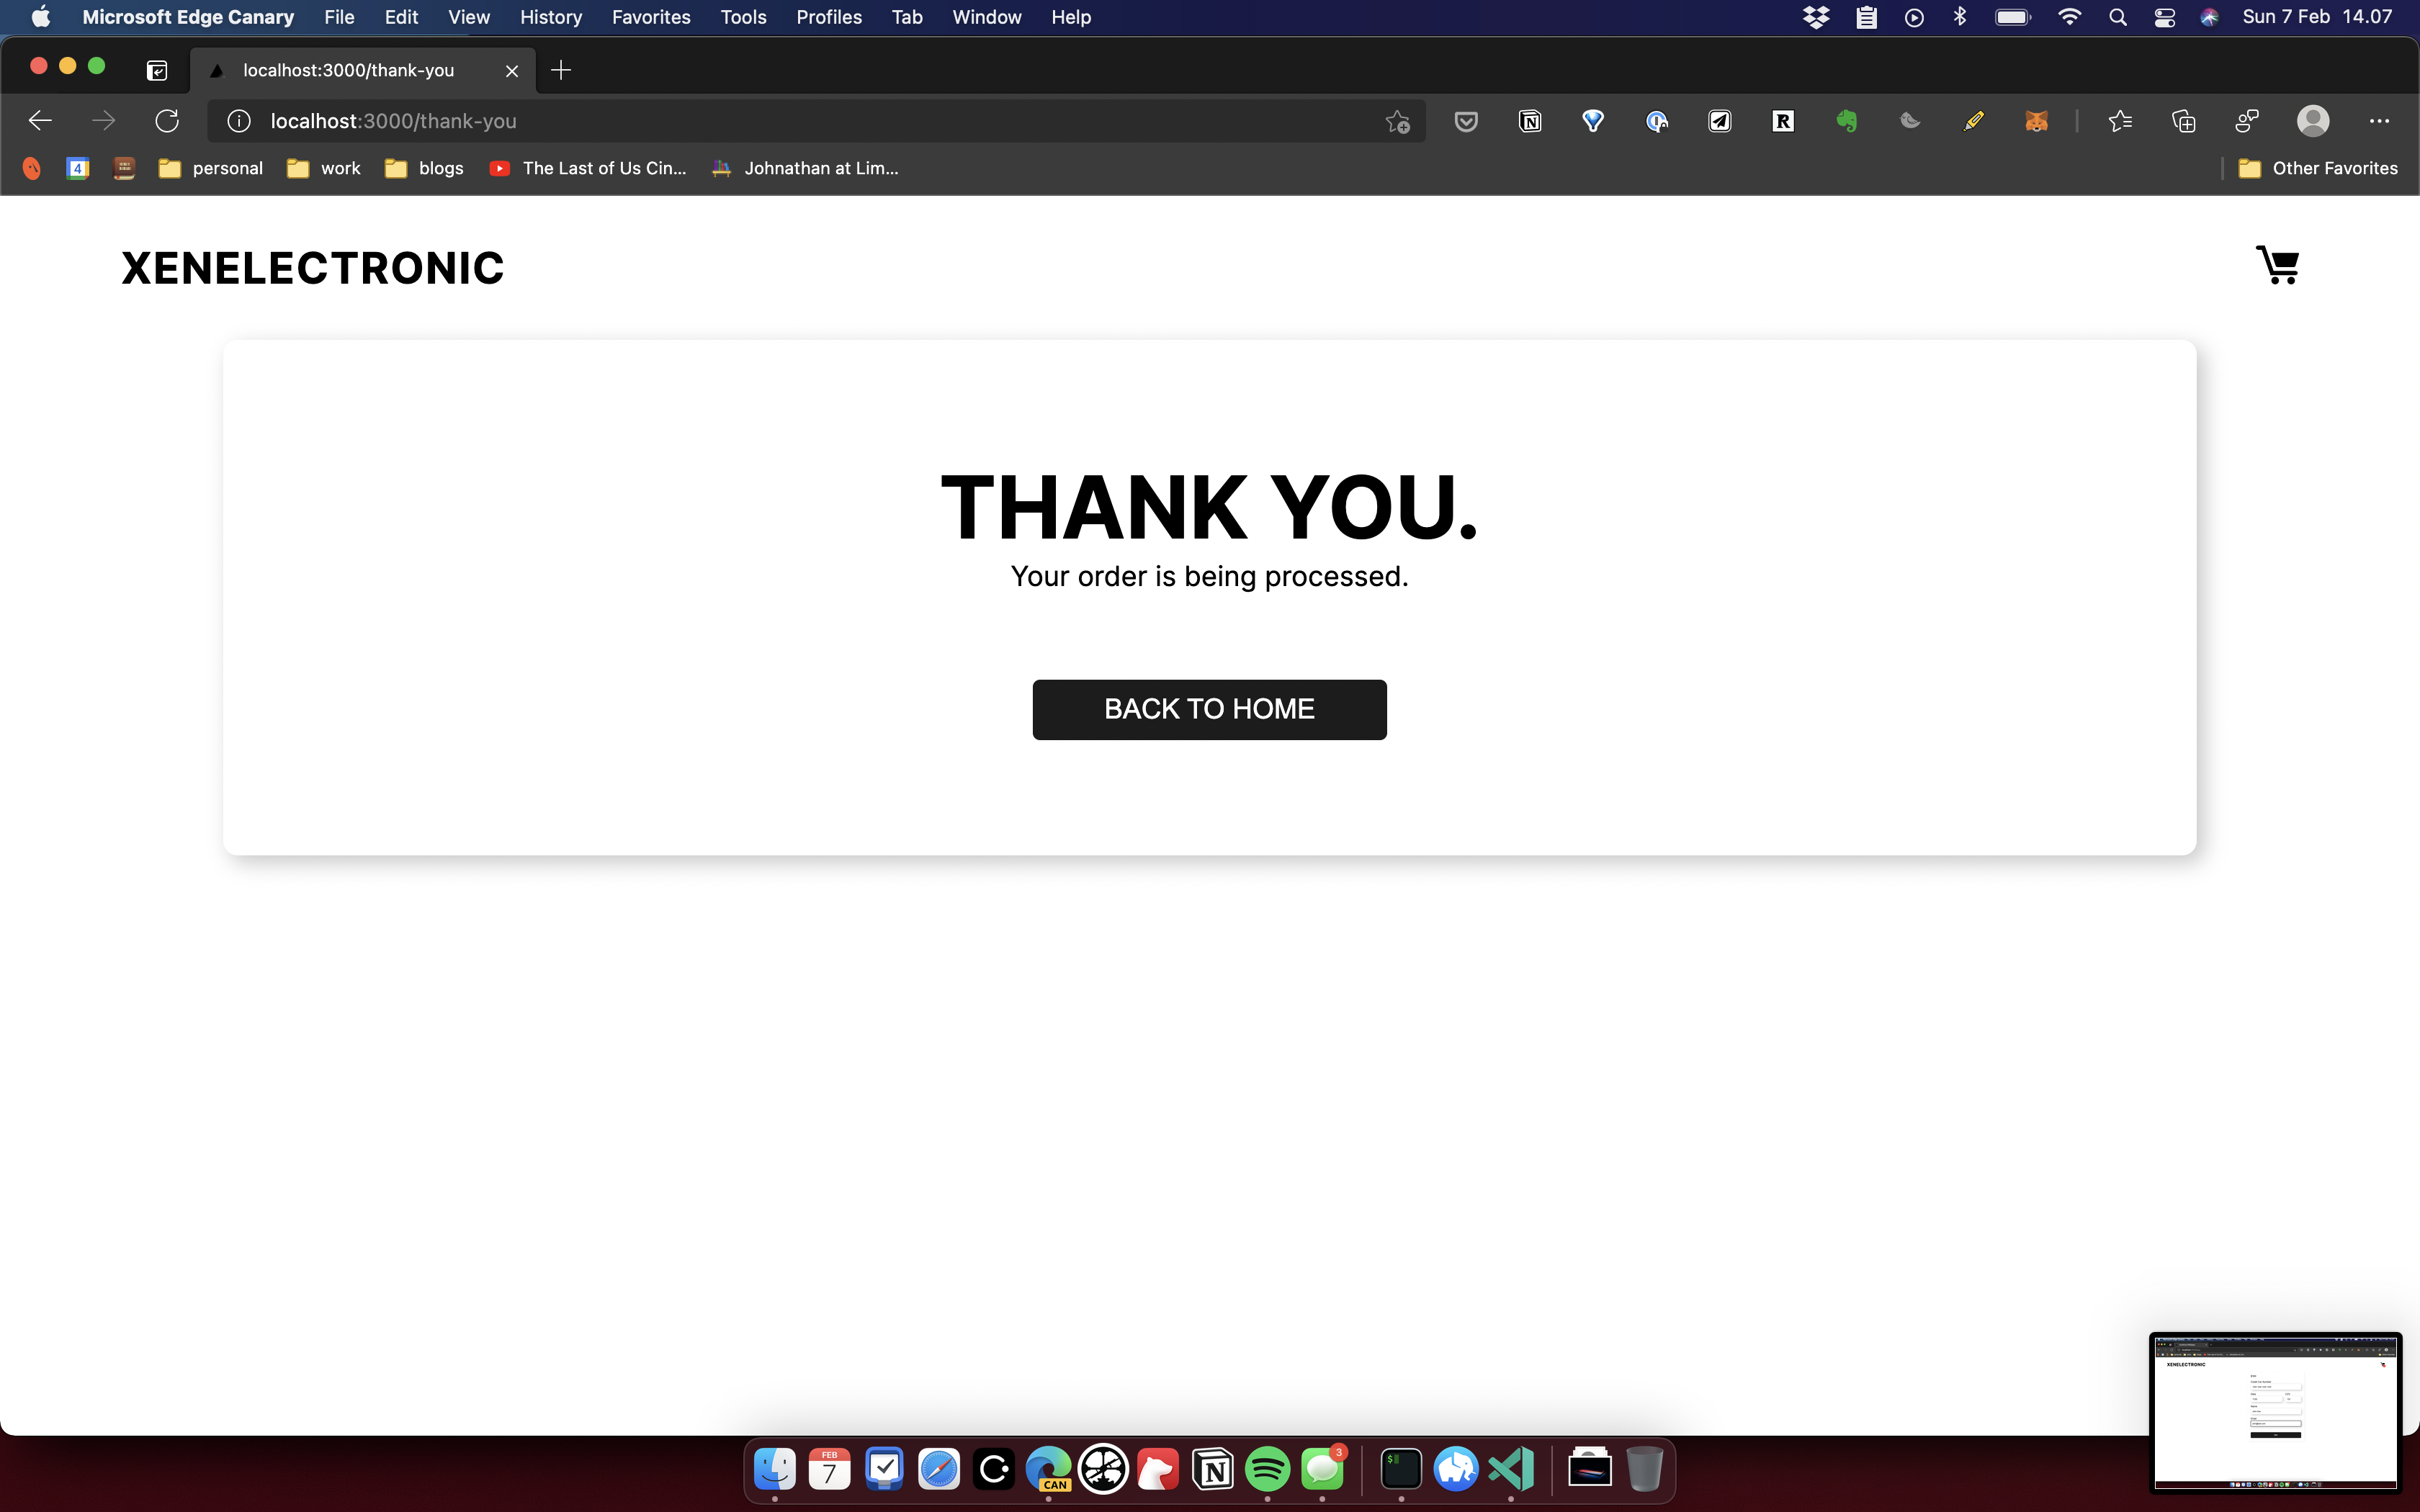 Microsoft Edge Canary File Edit View History Favorites Tools Profiles Tab Window Help Sun 7 Feb 14.07
localhost:3000/thank-you
localhost:3000/thank-you
4 personal work blogs The Last of Us Cin... Johnathan at Lim... Other Favorites
XENELECTRONIC
THANK YOU.
Your order is being processed.
BACK TO HOME
XENELECTRONIC
FEB
7
CAN
3